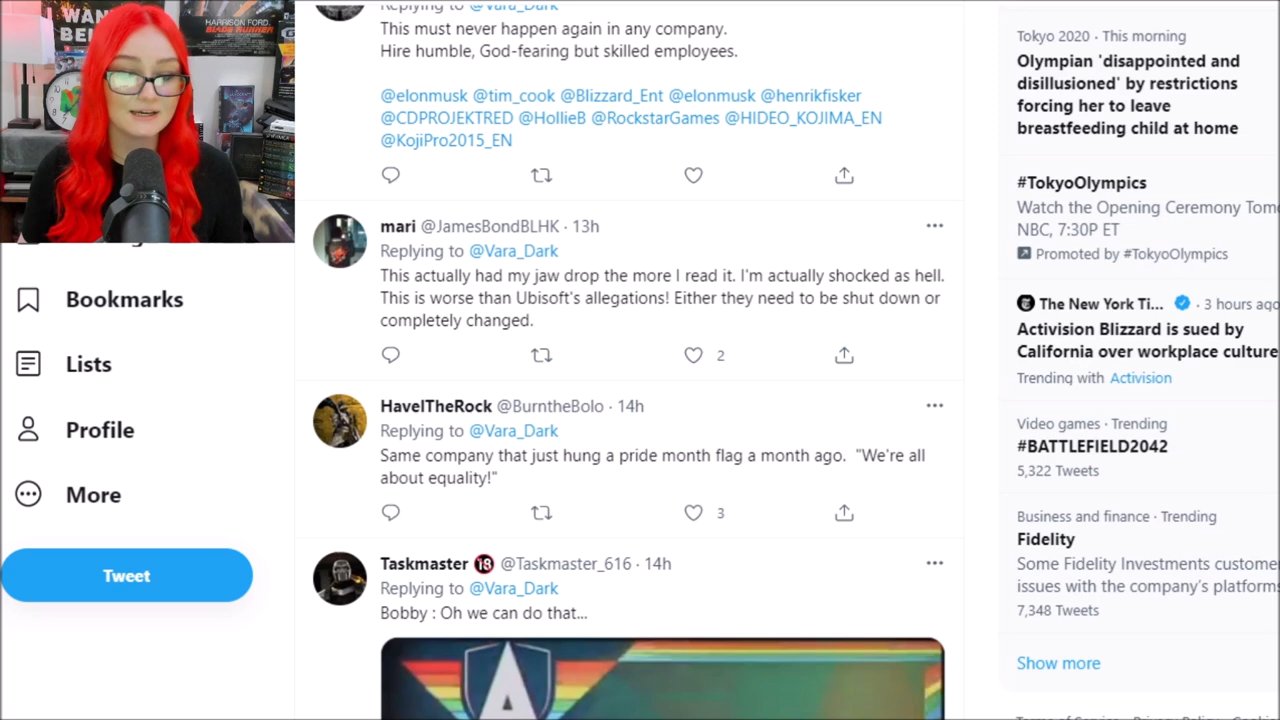 WAN
BE
HARRISON FORD
BLADE RUNNER
Replying to @Vara_Dark
This must never happen again in any company.
Hire humble, God-fearing but skilled employees.
@elonmusk @tim_cook @Blizzard_Ent @elonmusk @henrikfisker
@CDPROJEKTRED @HollieB @RockstarGames @HIDEO_KOJIMA_EN
@KojiPro2015_EN
mari @JamesBondBLHK · 13h
Replying to @Vara_Dark
This actually had my jaw drop the more I read it. I'm actually shocked as hell.
This is worse than Ubisoft's allegations! Either they need to be shut down or
completely changed.
2
HavelTheRock @BurntheBolo · 14h
Replying to @Vara_Dark
Same company that just hung a pride month flag a month ago. "We're all
about equality!"
3
Taskmaster 🔞 @Taskmaster_616 · 14h
Replying to @Vara_Dark
Bobby : Oh we can do that...
A
Bookmarks
Lists
Profile
More
Tweet
Tokyo 2020 · This morning
Olympian 'disappointed and
disillusioned' by restrictions
forcing her to leave
breastfeeding child at home
#TokyoOlympics
Watch the Opening Ceremony Tom
NBC, 7:30P ET
Promoted by #TokyoOlympics
The New York Ti... · 3 hours ago
Activision Blizzard is sued by
California over workplace culture
Trending with Activision
Video games · Trending
#BATTLEFIELD2042
5,322 Tweets
Business and finance · Trending
Fidelity
Some Fidelity Investments custome
issues with the company's platform
7,348 Tweets
Show more